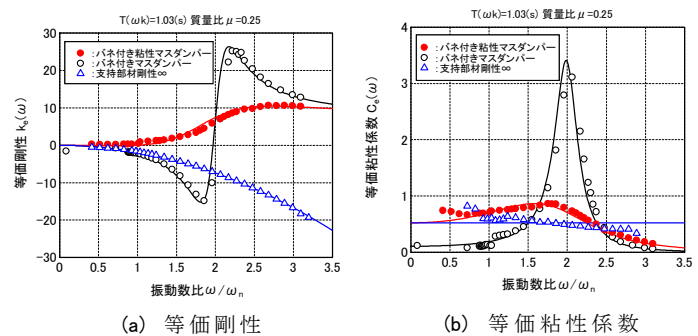 T(ωk)=1.03(s) 質量比μ=0.25
:バネ付き粘性マスダンパー
:バネ付きマスダンパー
:支持部材剛性∞
等価剛性 ke(ω)
30
20
10
0
-10
-20
-30
0 0.5 1 1.5 2 2.5 3 3.5
振動数比ω/ωn
(a) 等価剛性
T(ωk)=1.03(s) 質量比μ=0.25
:バネ付き粘性マスダンパー
:バネ付きマスダンパー
:支持部材剛性∞
等価粘性係数 Ce(ω)
4
3
2
1
0
0 0.5 1 1.5 2 2.5 3 3.5
振動数比ω/ωn
(b) 等価粘性係数